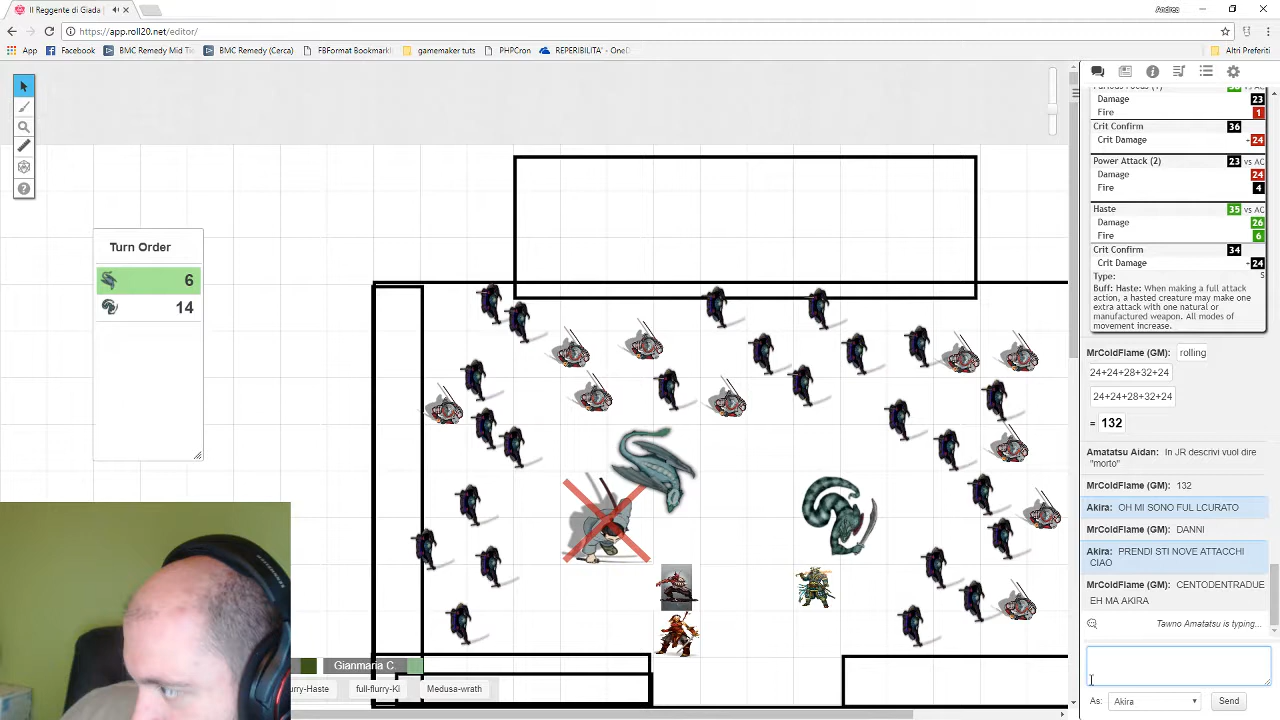 Il Reggente di Giada
Andrea
https://app.roll20.net/editor/
App Facebook BMC Remedy Mid Tie BMC Remedy (Cerca) FBFormat Bookmarkl gamemaker tuts PHPCron REPERIBILITA' - OneD Altri Preferiti
Turn Order
6
14
Damage 23
Fire 1
Crit Confirm 36
Crit Damage -24
Power Attack (2) 23 vs AC
Damage 24
Fire 4
Haste 35 vs AC
Damage 26
Fire 6
Crit Confirm 34
Crit Damage -24
Type: S
Buff: Haste: When making a full attack
action, a hasted creature may make one
extra attack with one natural or
manufactured weapon. All modes of
movement increase.
MrColdFlame (GM): rolling
24+24+28+32+24
24+24+28+32+24
= 132
Amatatsu Aidan: In JR descrivi vuol dire
"morto"
MrColdFlame (GM): 132
Akira: OH MI SONO FUL LCURATO
MrColdFlame (GM): DANNI
Akira: PRENDI STI NOVE ATTACCHI
CIAO
MrColdFlame (GM): CENTODENTRADUE
EH MA AKIRA
Tawno Amatatsu is typing...
As: Akira Send
Gianmaria C.
urry-Haste full-flurry-Ki Medusa-wrath